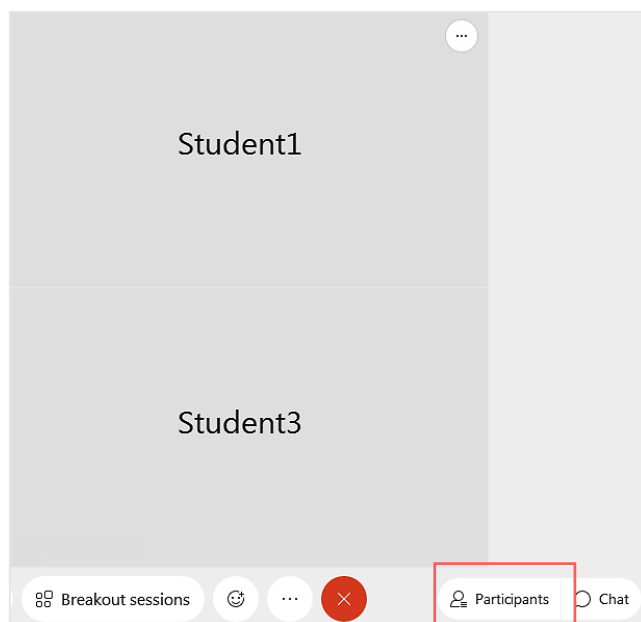 Student1
Student3
Breakout sessions
Participants
Chat